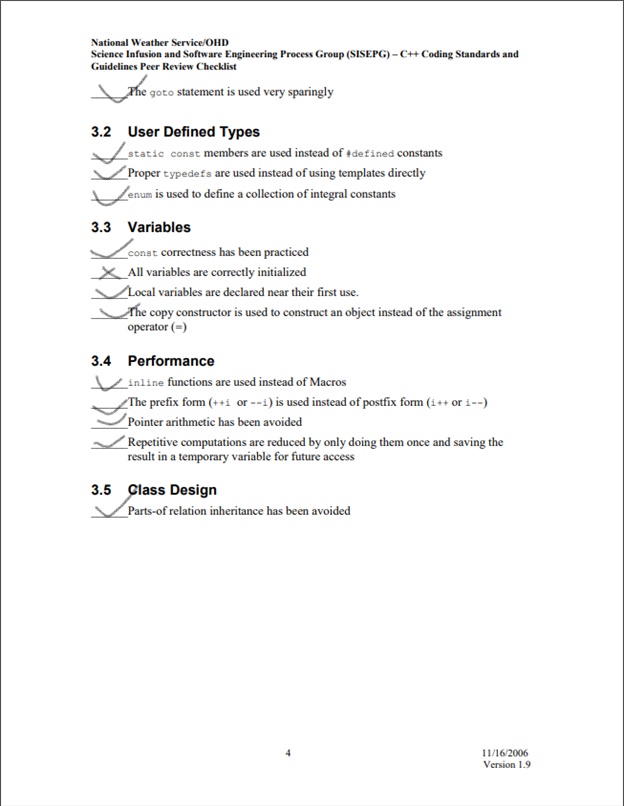 National Weather Service/OHD
Science Infusion and Software Engineering Process Group (SISEPG) – C++ Coding Standards and
Guidelines Peer Review Checklist
The goto statement is used very sparingly
3.2 User Defined Types
static const members are used instead of #defined constants
Proper typedefs are used instead of using templates directly
enum is used to define a collection of integral constants
3.3 Variables
const correctness has been practiced
All variables are correctly initialized
Local variables are declared near their first use.
The copy constructor is used to construct an object instead of the assignment
operator (=)
3.4 Performance
inline functions are used instead of Macros
The prefix form (++i or --i) is used instead of postfix form (i++ or i--)
Pointer arithmetic has been avoided
Repetitive computations are reduced by only doing them once and saving the
result in a temporary variable for future access
3.5 Class Design
Parts-of relation inheritance has been avoided
4 11/16/2006
Version 1.9